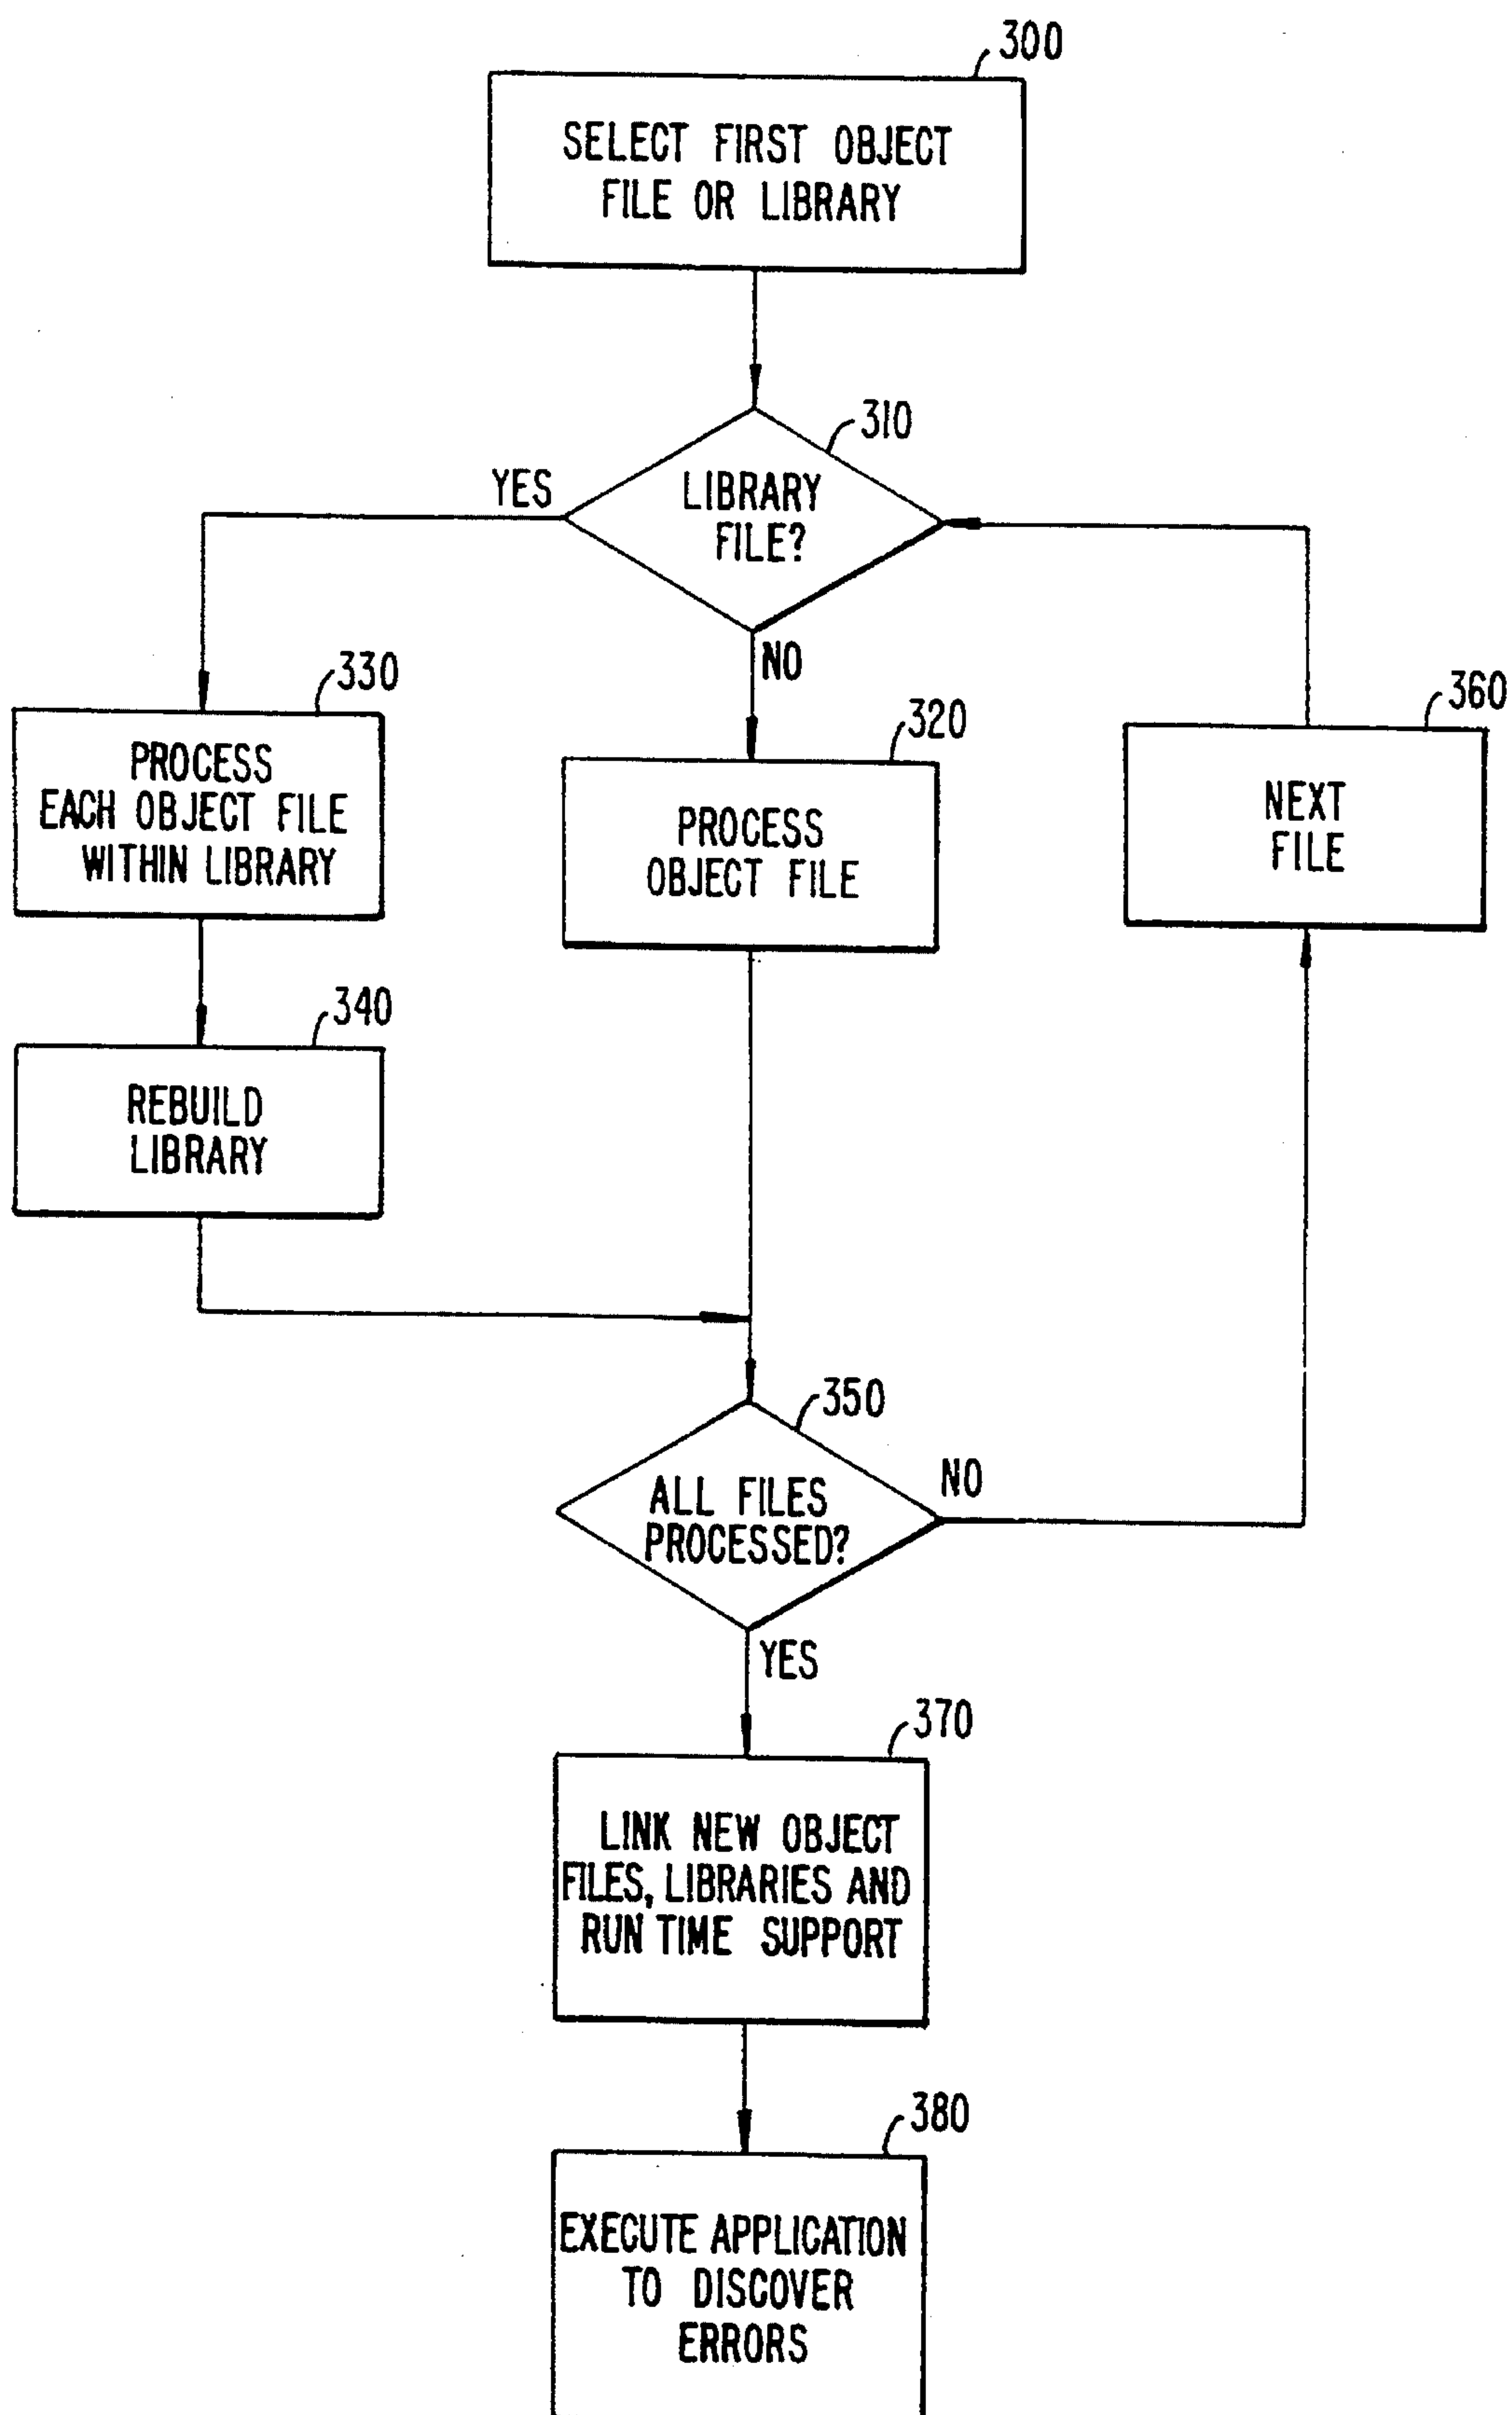 300
SELECT FIRST OBJECT
FILE OR LIBRARY
310
YES
LIBRARY
FILE?
NO
330
PROCESS
EACH OBJECT FILE
WITHIN LIBRARY
320
PROCESS
OBJECT FILE
360
NEXT
FILE
340
REBUILD
LIBRARY
350
ALL FILES
PROCESSED?
NO
YES
370
LINK NEW OBJECT
FILES, LIBRARIES AND
RUN TIME SUPPORT
380
EXECUTE APPLICATION
TO DISCOVER
ERRORS